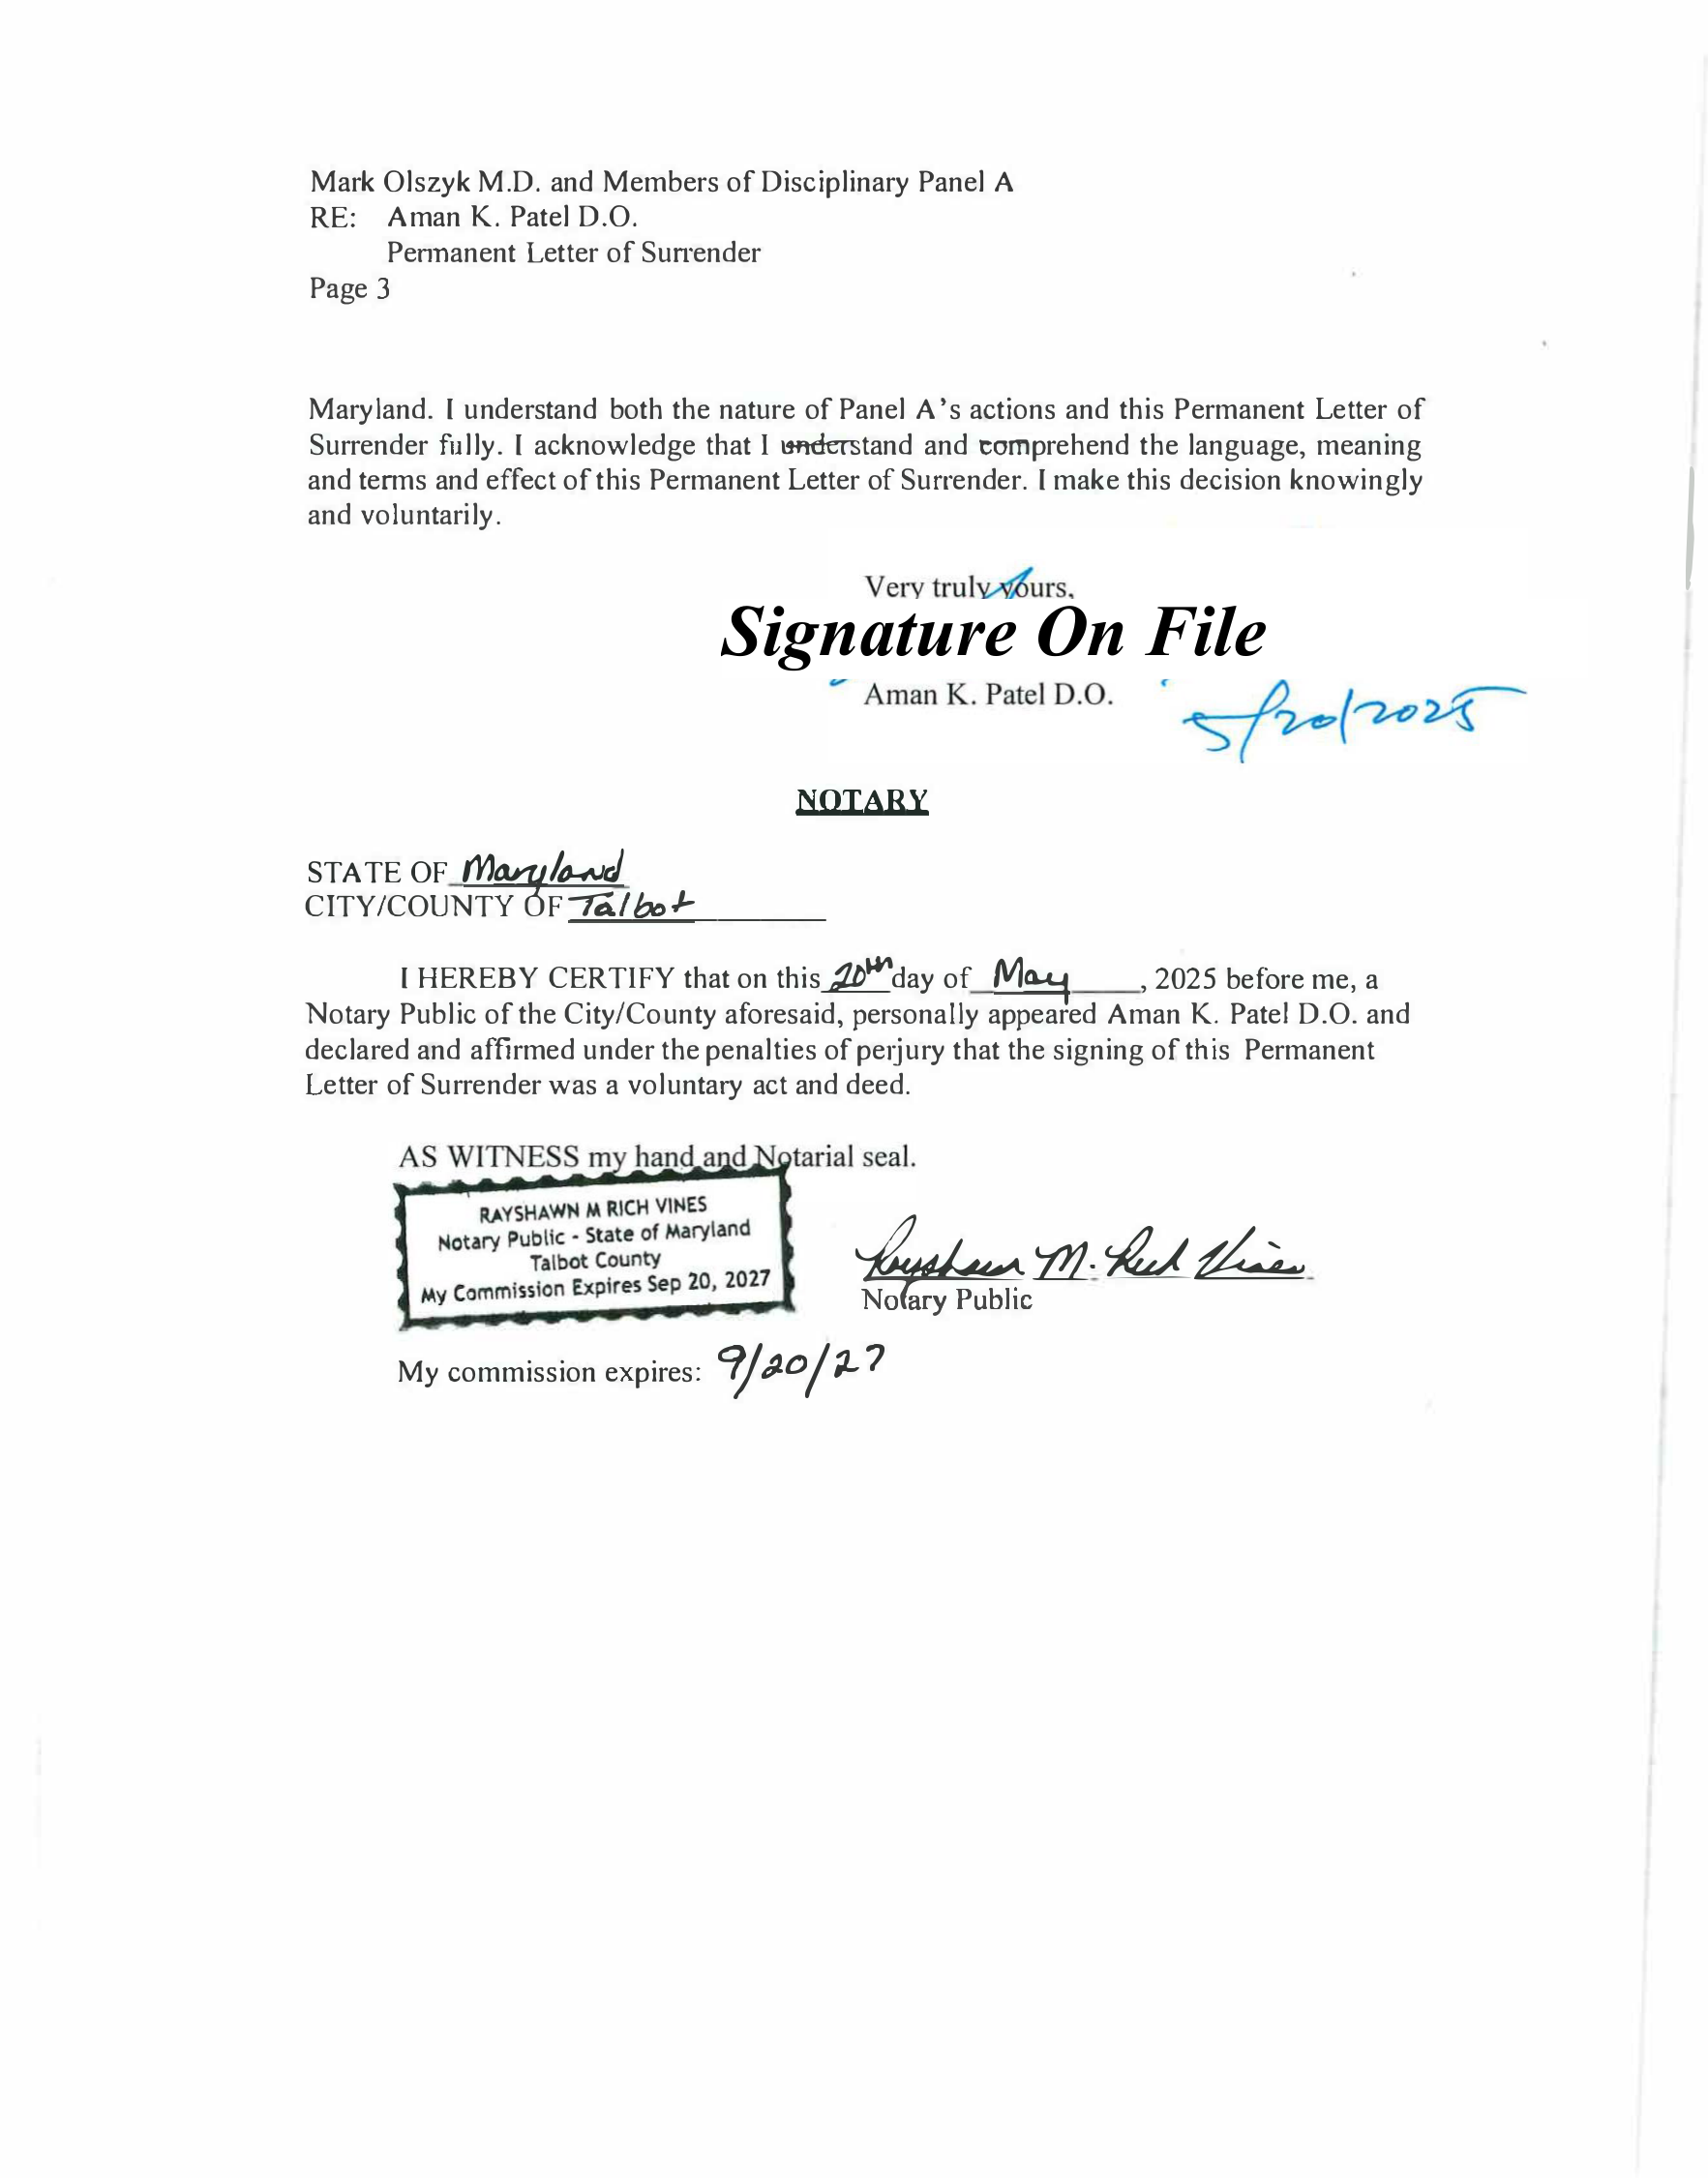 Mark Olszyk M.D. and Members of Disciplinary Panel A
RE: Aman K. Patel D.O.
Permanent Letter of Surrender
Page 3
Maryland. I understand both the nature of Panel A's actions and this Permanent Letter of
Surrender fully. I acknowledge that I understand and comprehend the language, meaning
and terms and effect of this Permanent Letter of Surrender. I make this decision knowingly
and voluntarily.
Very truly yours,
Signature On File
Aman K. Patel D.O.
5/20/2025
NOTARY
STATE OF Maryland
CITY/COUNTY OF Talbot
I HEREBY CERTIFY that on this 20th day of May, 2025 before me, a
Notary Public of the City/County aforesaid, personally appeared Aman K. Patel D.O. and
declared and affirmed under the penalties of perjury that the signing of this Permanent
Letter of Surrender was a voluntary act and deed.
AS WITNESS my hand and Notarial seal.
RAYSHAWN M RICH VINES
Notary Public - State of Maryland
Talbot County
My Commission Expires Sep 20, 2027
Rayshawn M. Rich Vines
Notary Public
My commission expires: 9/20/27